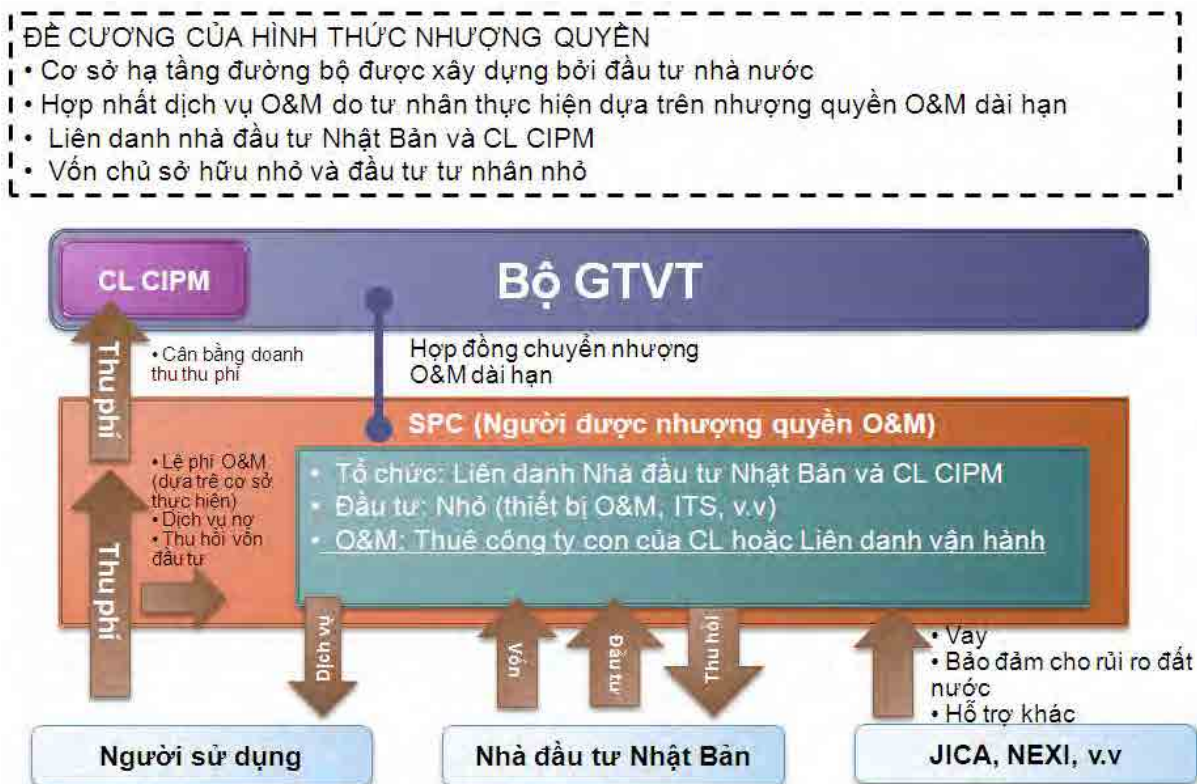 ĐỀ CƯƠNG CỦA HÌNH THỨC NHƯỢNG QUYỀN
• Cơ sở hạ tầng đường bộ được xây dựng bởi đầu tư nhà nước
• Hợp nhất dịch vụ O&M do tư nhân thực hiện dựa trên nhượng quyền O&M dài hạn
• Liên danh nhà đầu tư Nhật Bản và CL CIPM
• Vốn chủ sở hữu nhỏ và đầu tư tư nhân nhỏ
CL CIPM
Bộ GTVT
Thu phí
• Cân bằng doanh
thu thu phí
Hợp đồng chuyển nhượng
O&M dài hạn
SPC (Người được nhượng quyền O&M)
• Lệ phí O&M
(dựa trê cơ sở
thực hiện)
• Dịch vụ nợ
• Thu hồi vốn
đầu tư
Thu phí
• Tổ chức: Liên danh Nhà đầu tư Nhật Bản và CL CIPM
• Đầu tư: Nhỏ (thiết bị O&M, ITS, v.v)
• O&M: Thuê công ty con của CL hoặc Liên danh vận hành
Dịch vụ
Vốn
Đầu tư
Thu hồi
• Vay
• Bảo đảm cho rủi ro đất
nước
• Hỗ trợ khác
Người sử dụng
Nhà đầu tư Nhật Bản
JICA, NEXI, v.v